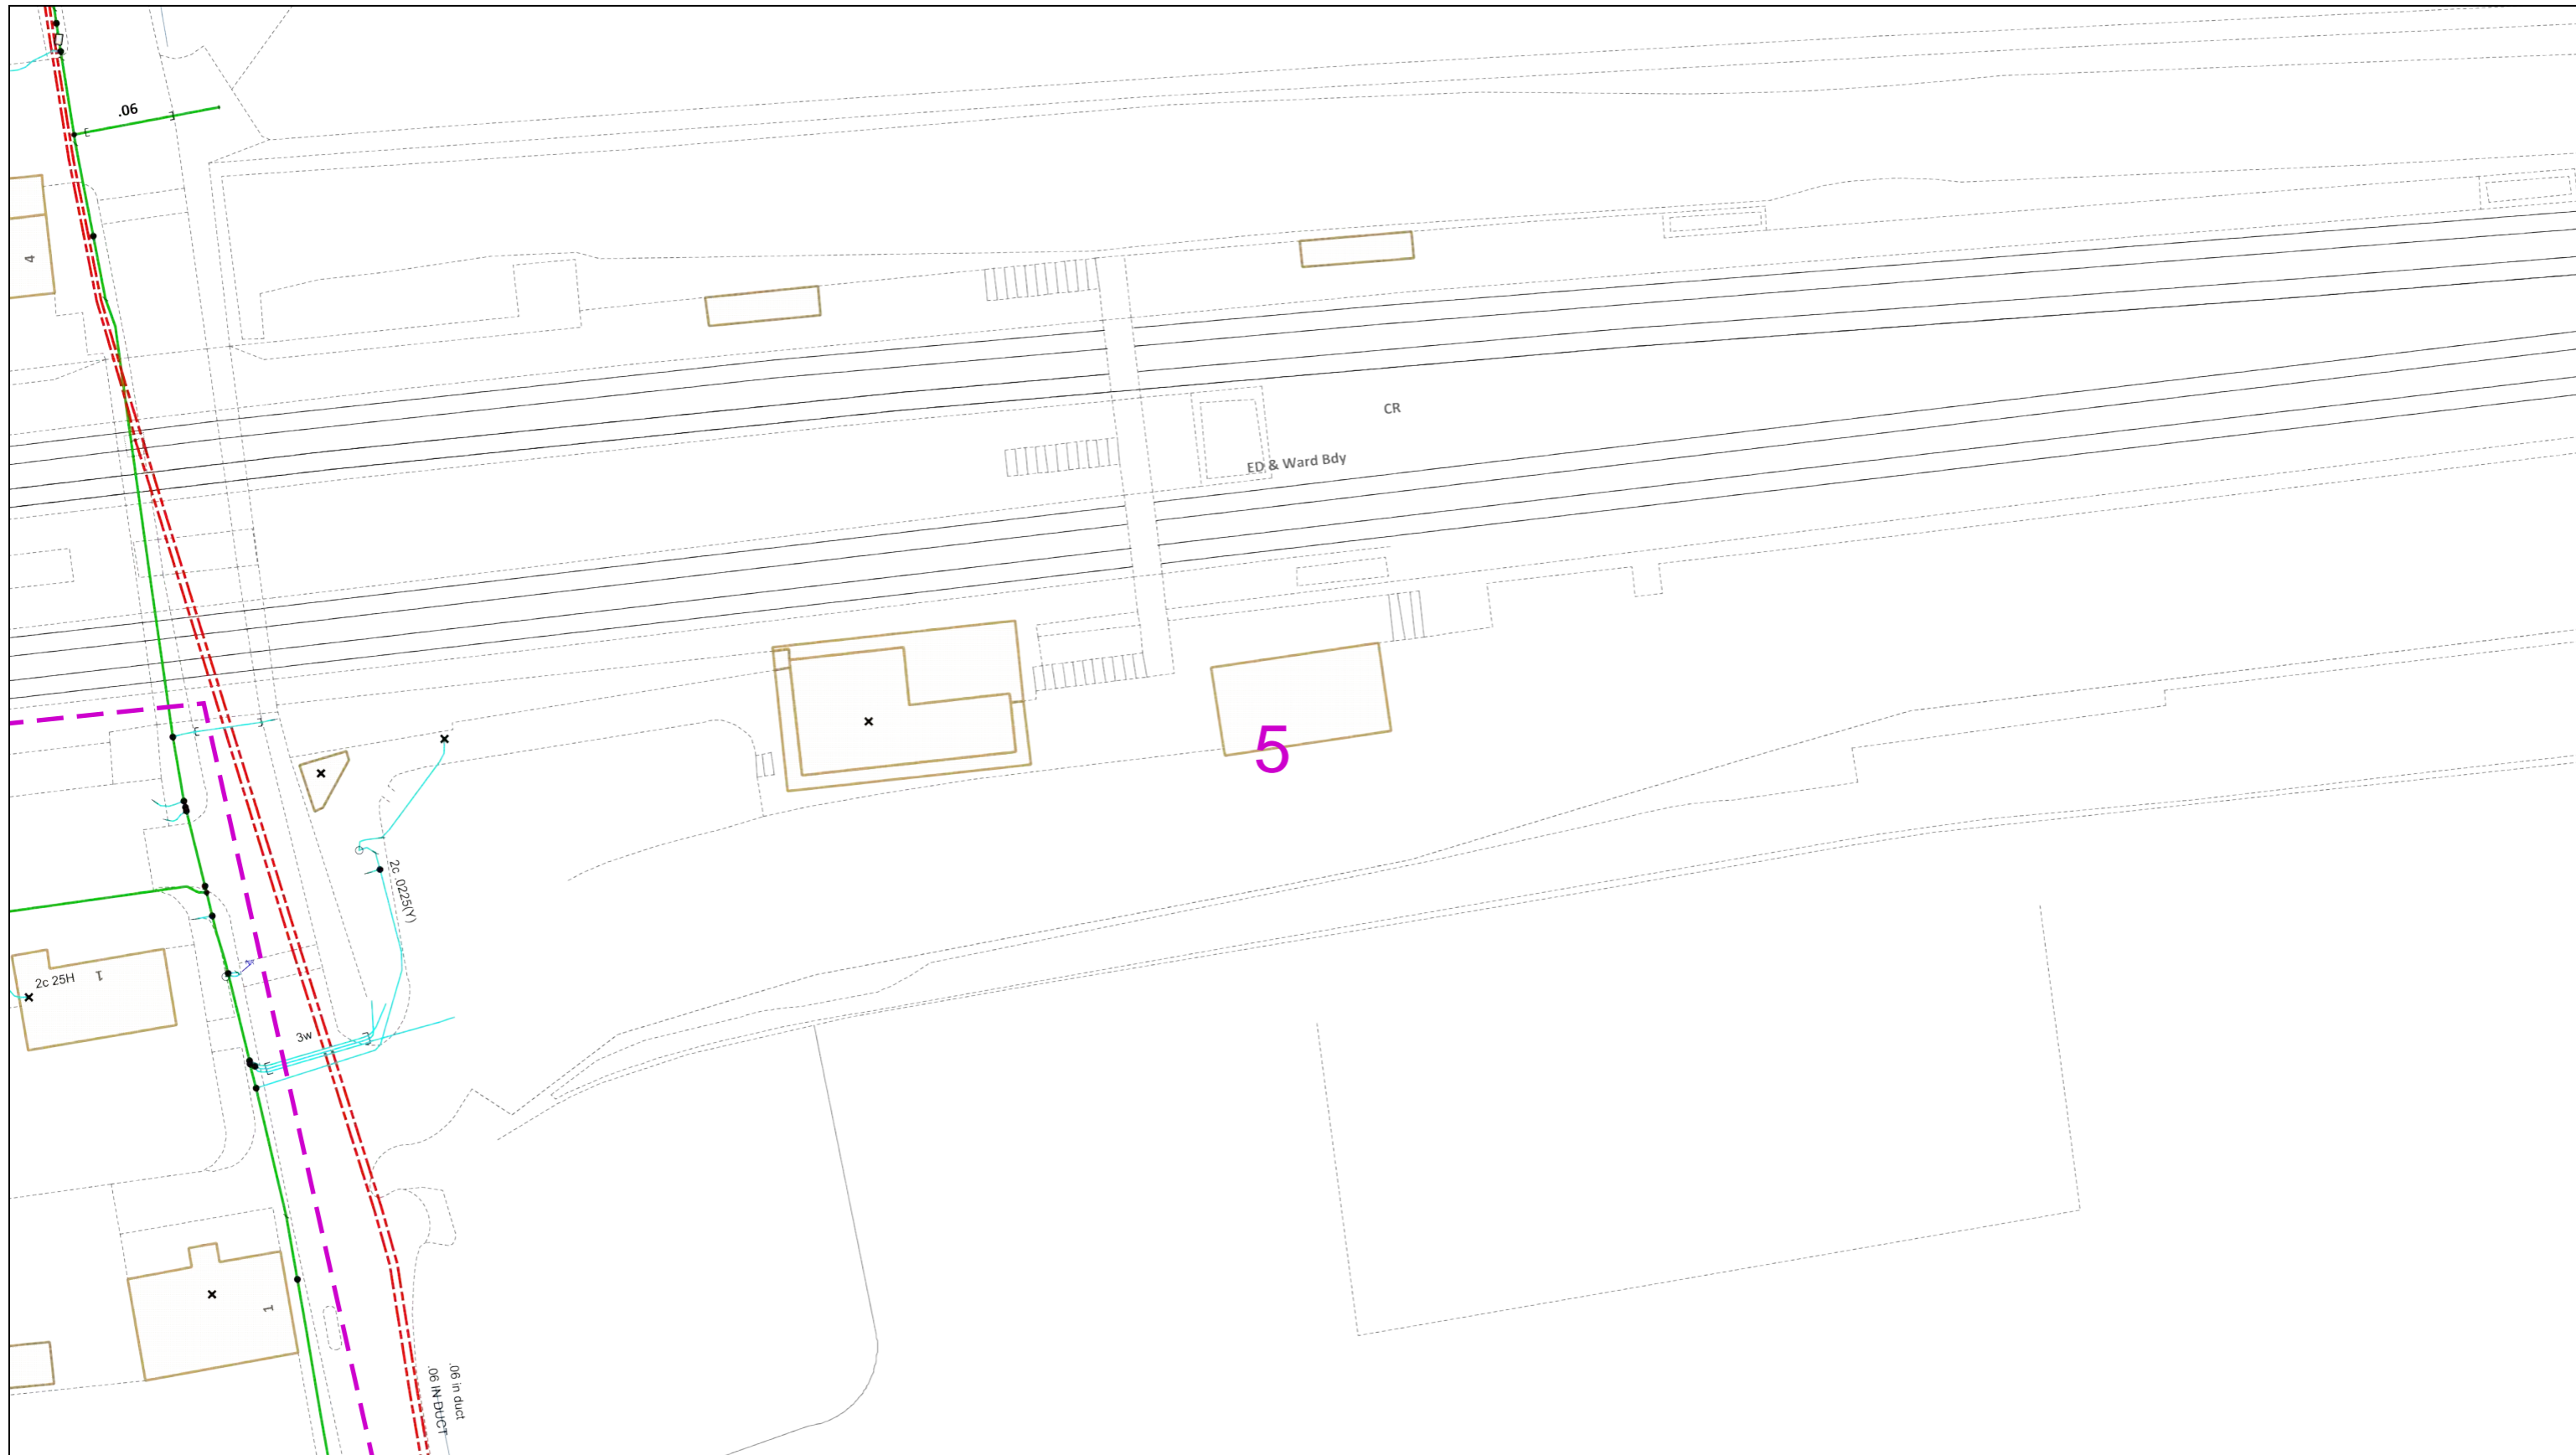 .06
4
CR
ED & Ward Bdy
5
2c .0225(Y)
2c 25H
1
3w
1
.06 in duct
.06 IN DUCT